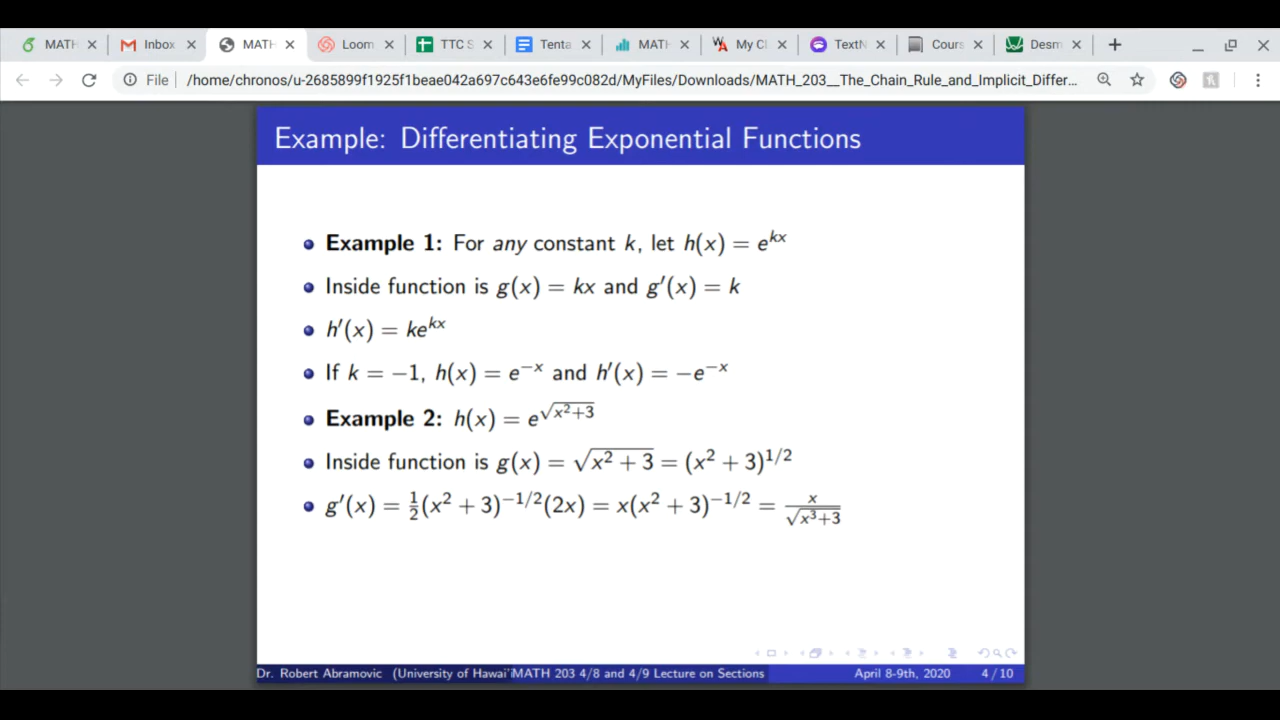 MATH Inbox MATH Loom TTC S Tenta MATH My Cl TextN Cours Desm
File /home/chronos/u-2685899f1925f1beae042a697c643e6fe99c082d/MyFiles/Downloads/MATH_203__The_Chain_Rule_and_Implicit_Differ...
Example: Differentiating Exponential Functions
Example 1: For any constant k, let h(x) = e^{kx}
Inside function is g(x) = kx and g′(x) = k
h′(x) = ke^{kx}
If k = −1, h(x) = e^{−x} and h′(x) = −e^{−x}
Example 2: h(x) = e^{√(x²+3)}
Inside function is g(x) = √(x² + 3) = (x² + 3)^{1/2}
g′(x) = 1/2(x² + 3)^{−1/2}(2x) = x(x² + 3)^{−1/2} = x/√(x³+3)
Dr. Robert Abramovic (University of Hawai'i MATH 203 4/8 and 4/9 Lecture on Sections April 8-9th, 2020 4 / 10